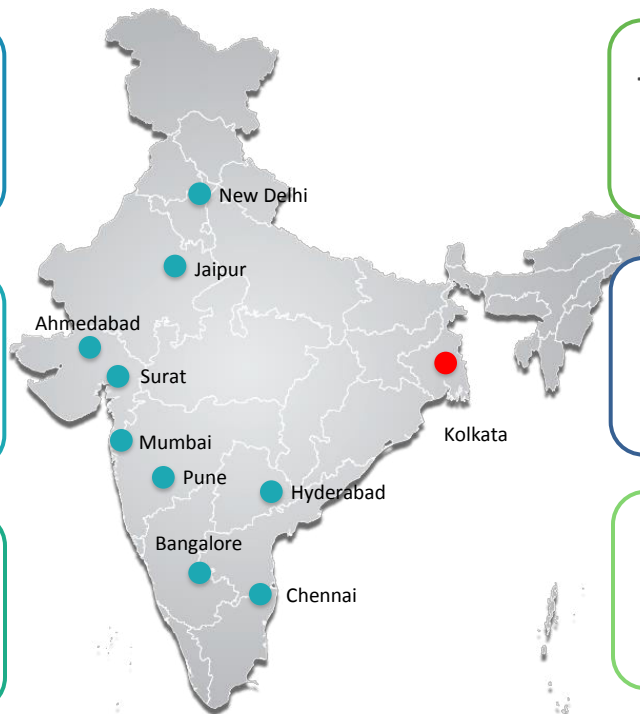 New Delhi
Jaipur
Ahmedabad
Surat
Kolkata
Mumbai
Pune
Hyderabad
Bangalore
Chennai